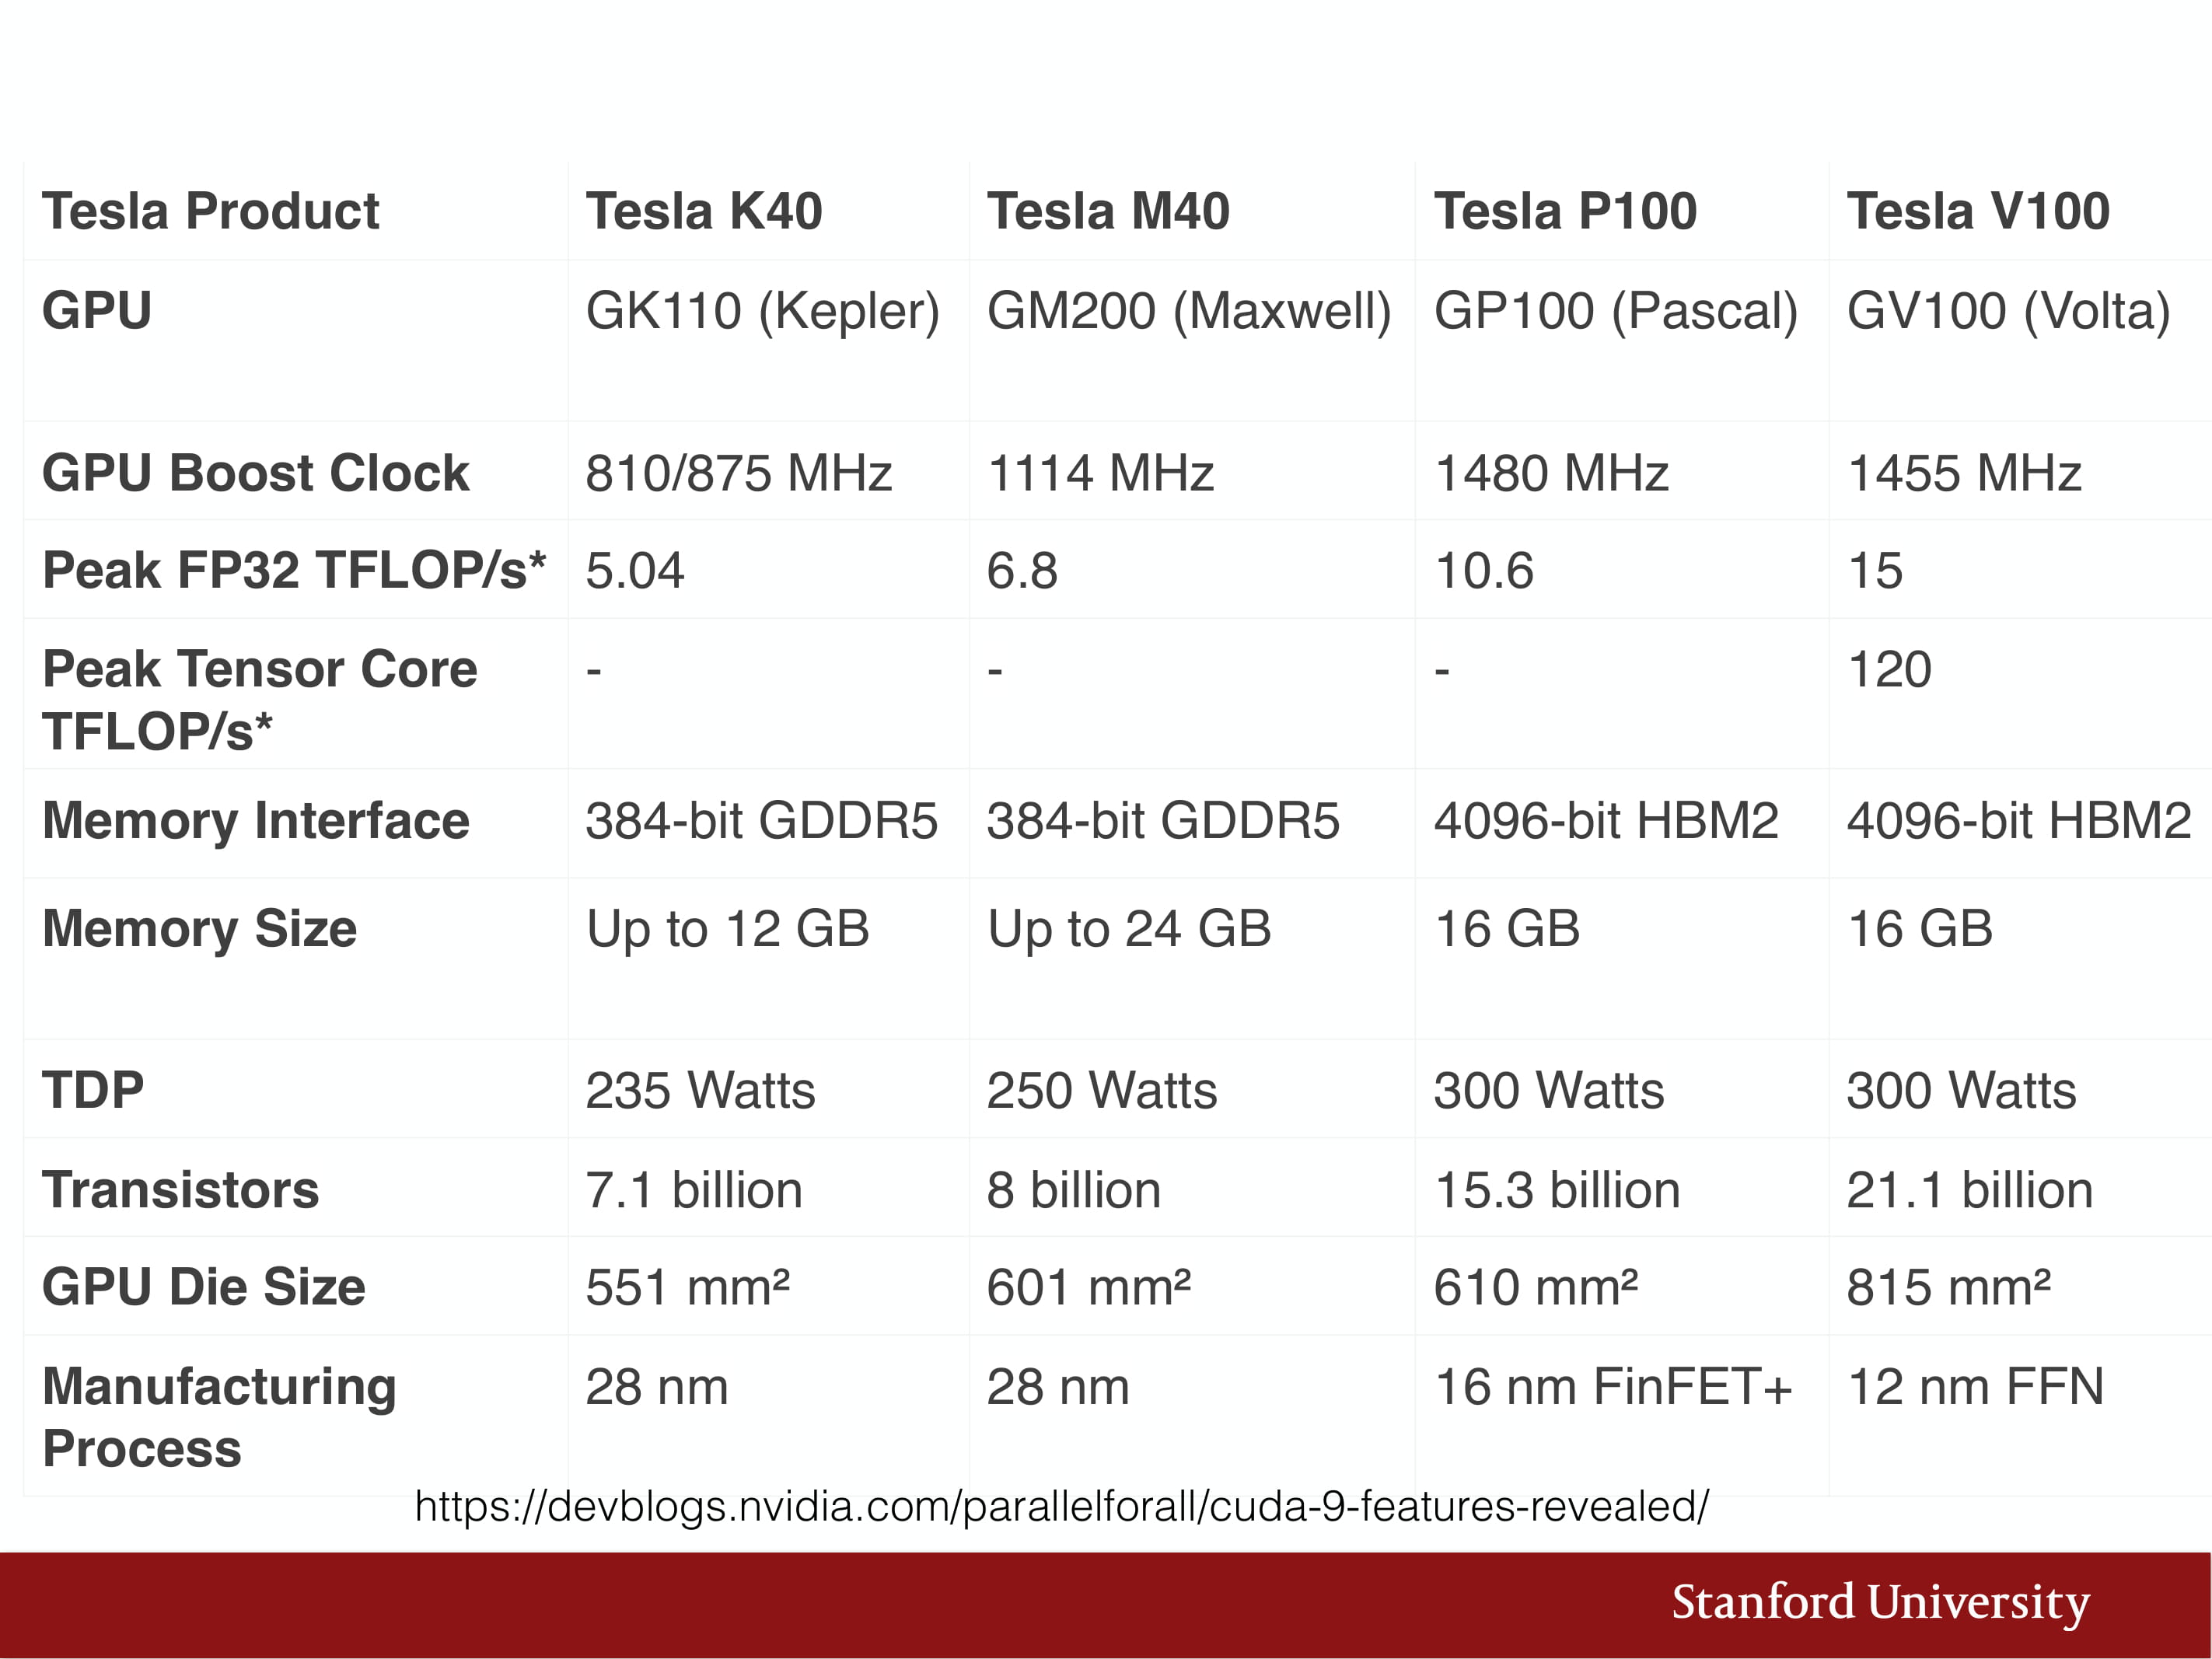 Tesla Product Tesla K40 Tesla M40 Tesla P100 Tesla V100
GPU GK110 (Kepler) GM200 (Maxwell) GP100 (Pascal) GV100 (Volta)
GPU Boost Clock 810/875 MHz 1114 MHz 1480 MHz 1455 MHz
Peak FP32 TFLOP/s* 5.04 6.8 10.6 15
Peak Tensor Core - - - 120
TFLOP/s*
Memory Interface 384-bit GDDR5 384-bit GDDR5 4096-bit HBM2 4096-bit HBM2
Memory Size Up to 12 GB Up to 24 GB 16 GB 16 GB
TDP 235 Watts 250 Watts 300 Watts 300 Watts
Transistors 7.1 billion 8 billion 15.3 billion 21.1 billion
GPU Die Size 551 mm² 601 mm² 610 mm² 815 mm²
Manufacturing 28 nm 28 nm 16 nm FinFET+ 12 nm FFN
Process
https://devblogs.nvidia.com/parallelforall/cuda-9-features-revealed/
Stanford University